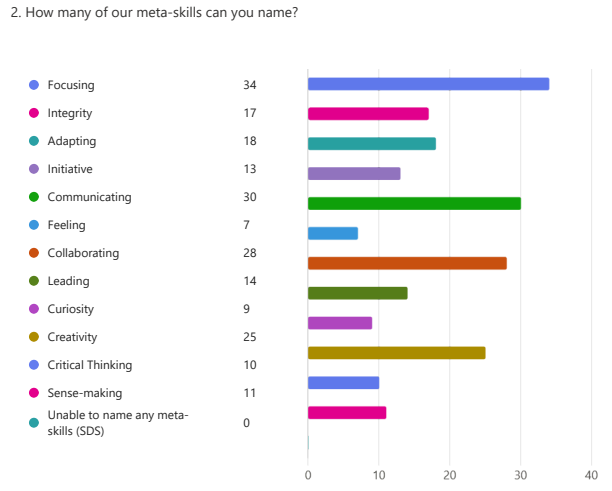 2. How many of our meta-skills can you name?
Focusing 34
Integrity 17
Adapting 18
Initiative 13
Communicating 30
Feeling 7
Collaborating 28
Leading 14
Curiosity 9
Creativity 25
Critical Thinking 10
Sense-making 11
Unable to name any meta-
skills (SDS) 0
0 10 20 30 40